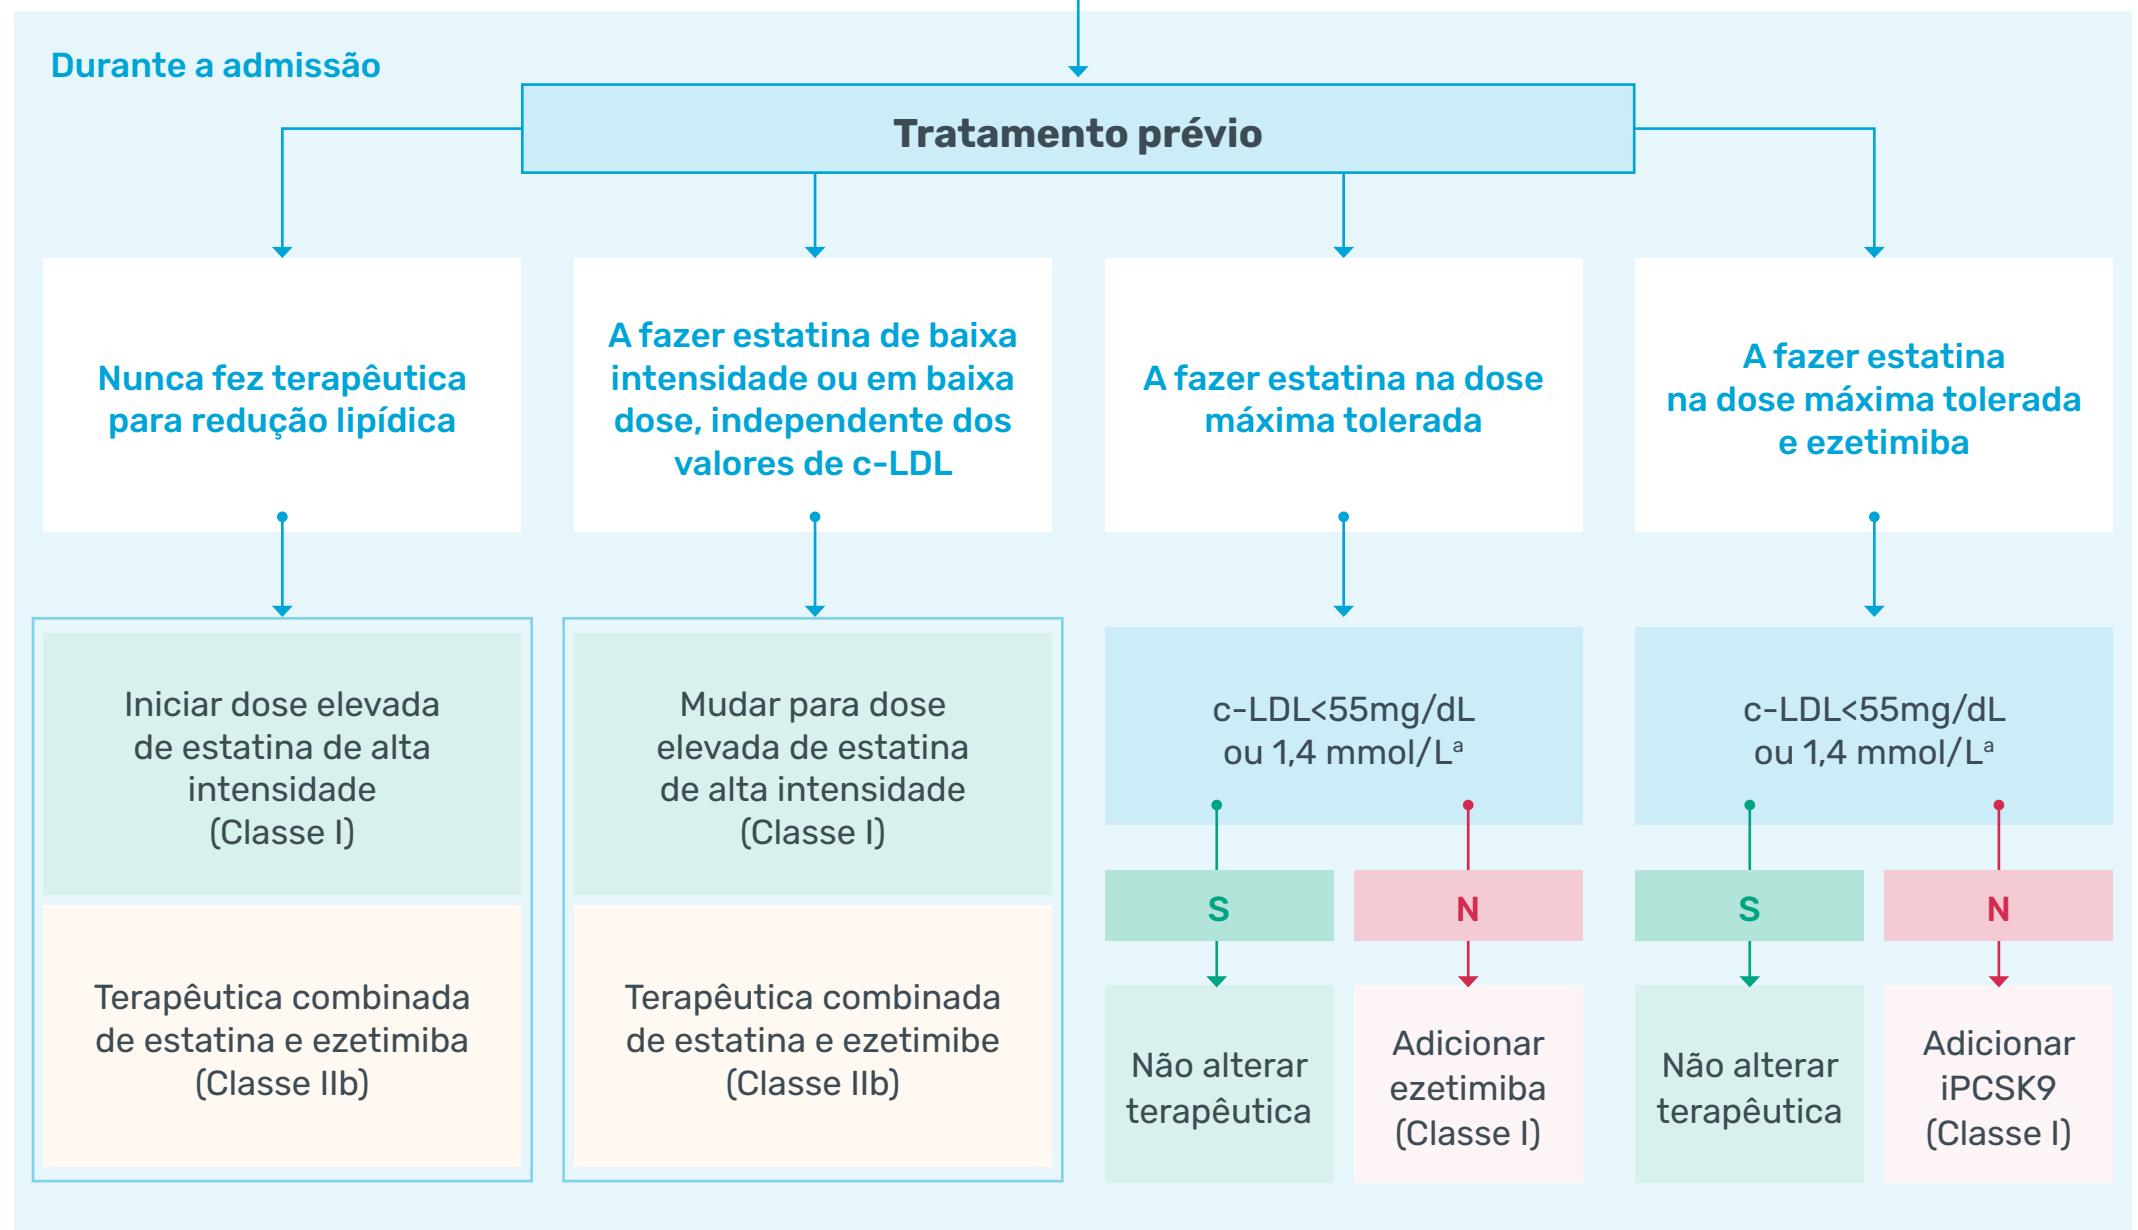 Durante a admissão
Tratamento prévio
Nunca fez terapêutica
para redução lipídica
A fazer estatina de baixa
intensidade ou em baixa
dose, independente dos
valores de c-LDL
A fazer estatina na dose
máxima tolerada
A fazer estatina
na dose máxima tolerada
e ezetimiba
Iniciar dose elevada
de estatina de alta
intensidade
(Classe I)
Terapêutica combinada
de estatina e ezetimiba
(Classe IIb)
Mudar para dose
elevada de estatina
de alta intensidade
(Classe I)
Terapêutica combinada
de estatina e ezetimibe
(Classe IIb)
c-LDL<55mg/dL
ou 1,4 mmol/Lᵃ
S
N
Não alterar
terapêutica
Adicionar
ezetimiba
(Classe I)
c-LDL<55mg/dL
ou 1,4 mmol/Lᵃ
S
N
Não alterar
terapêutica
Adicionar
iPCSK9
(Classe I)